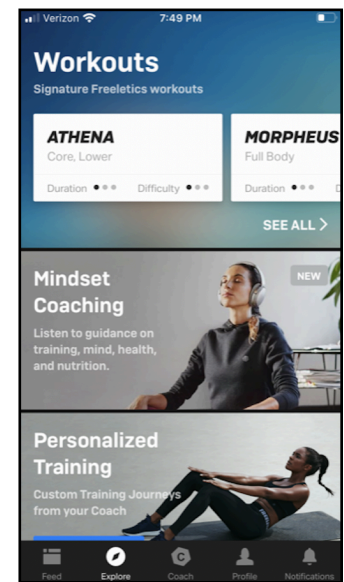 Verizon 7:49 PM
Workouts
Signature Freeletics workouts
ATHENA
Core, Lower
Duration Difficulty
MORPHEUS
Full Body
Duration D
SEE ALL >
Mindset
Coaching
NEW
Listen to guidance on
training, mind, health,
and nutrition.
Personalized
Training
Custom Training Journeys
from your Coach
C
Feed Explore Coach Profile Notifications